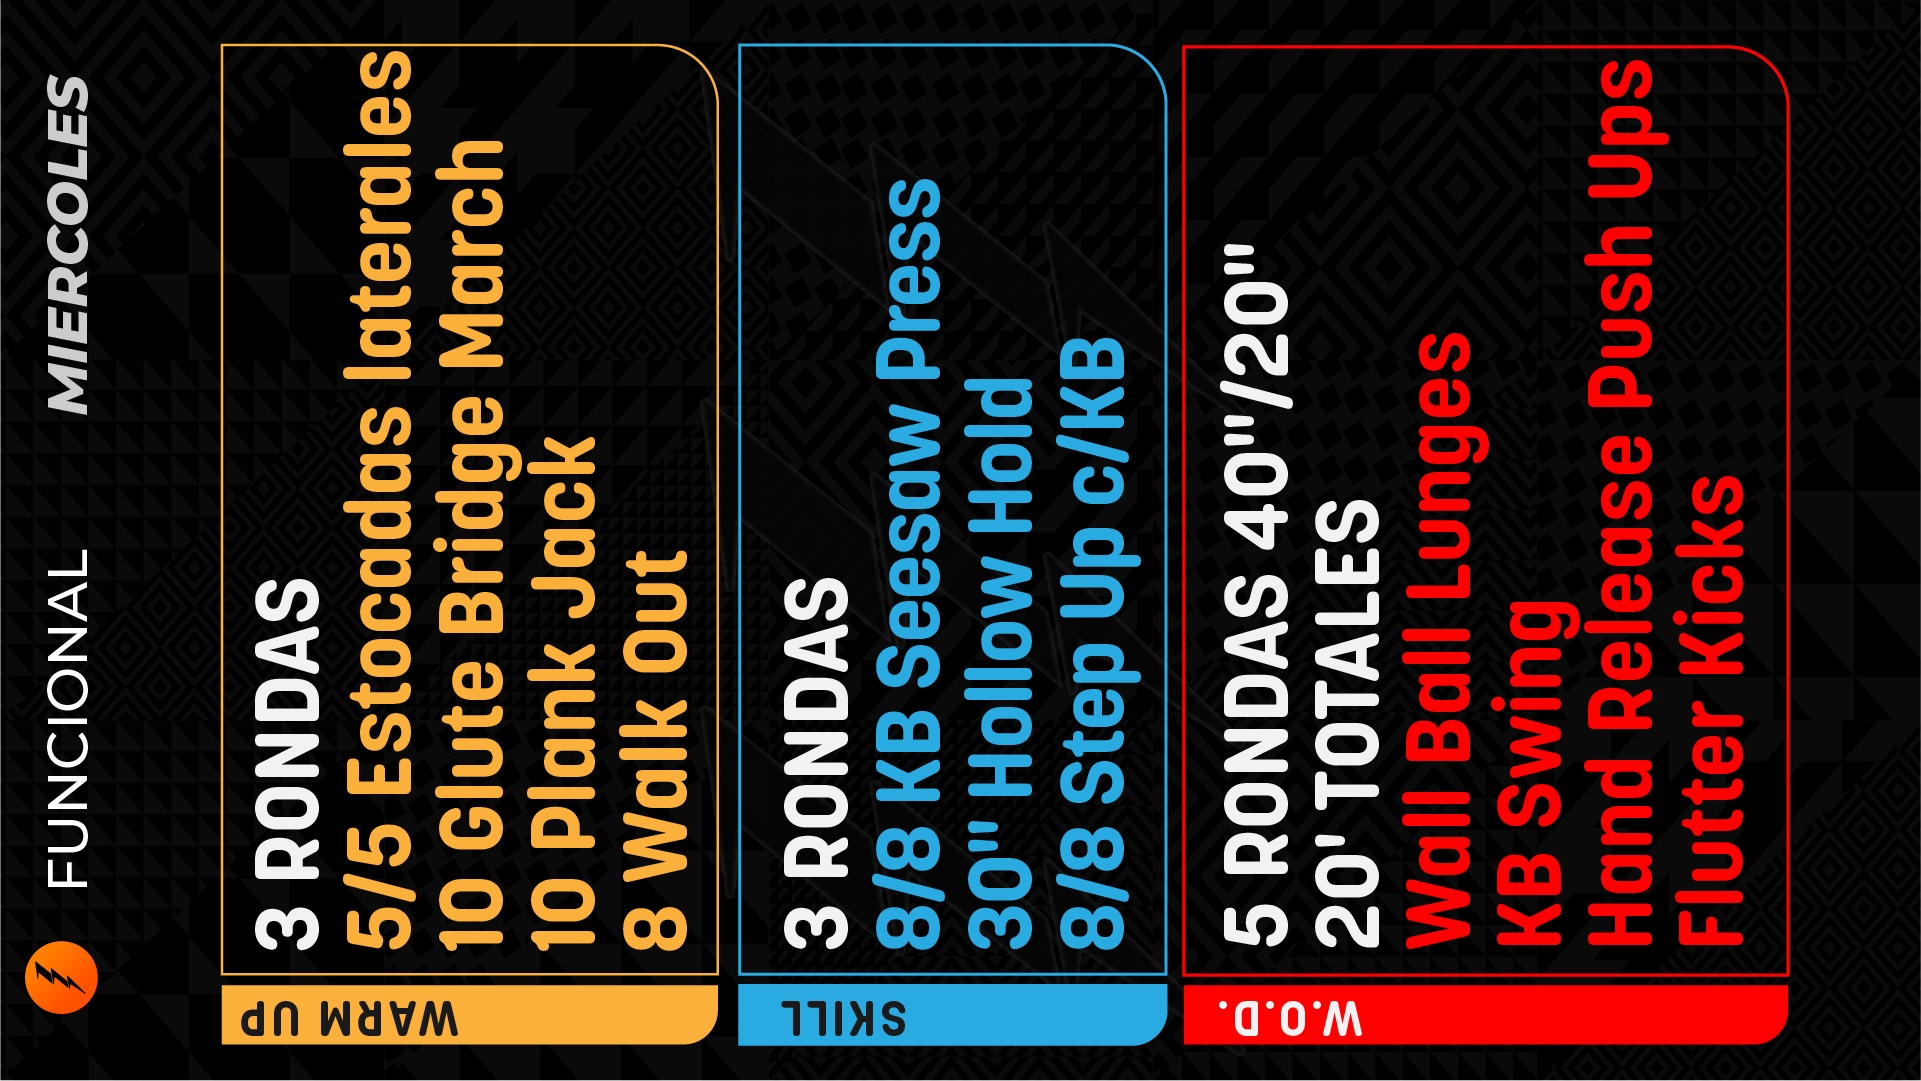 FUNCIONAL
MIERCOLES
WARM UP
3 RONDAS
5/5 Estocadas laterales
10 Glute Bridge March
10 Plank Jack
8 Walk Out
SKILL
3 RONDAS
8/8 KB Seesaw Press
30" Hollow Hold
8/8 Step Up c/KB
W.O.D.
5 RONDAS 40"/20"
20' TOTALES
Wall Ball Lunges
KB Swing
Hand Release Push Ups
Flutter Kicks